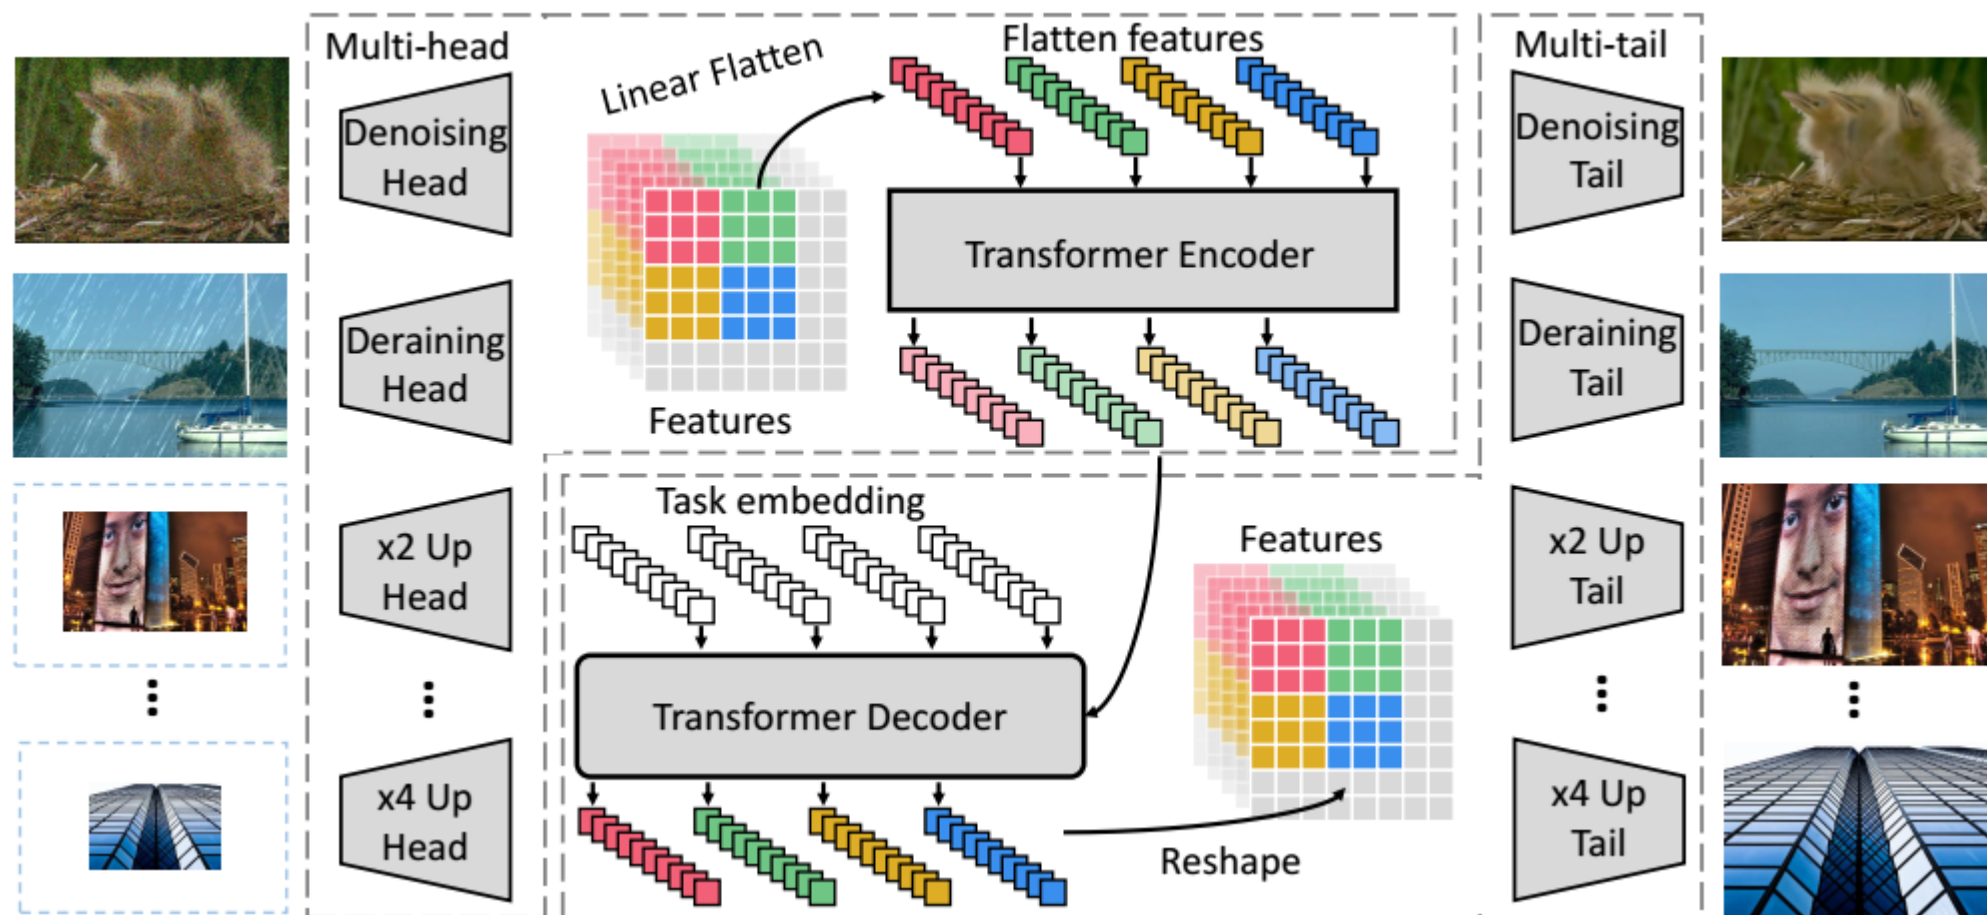 Multi-head
Denoising
Head
Deraining
Head
x2 Up
Head
x4 Up
Head
Linear Flatten
Features
Flatten features
Transformer Encoder
Task embedding
Transformer Decoder
Features
Reshape
Multi-tail
Denoising
Tail
Deraining
Tail
x2 Up
Tail
x4 Up
Tail